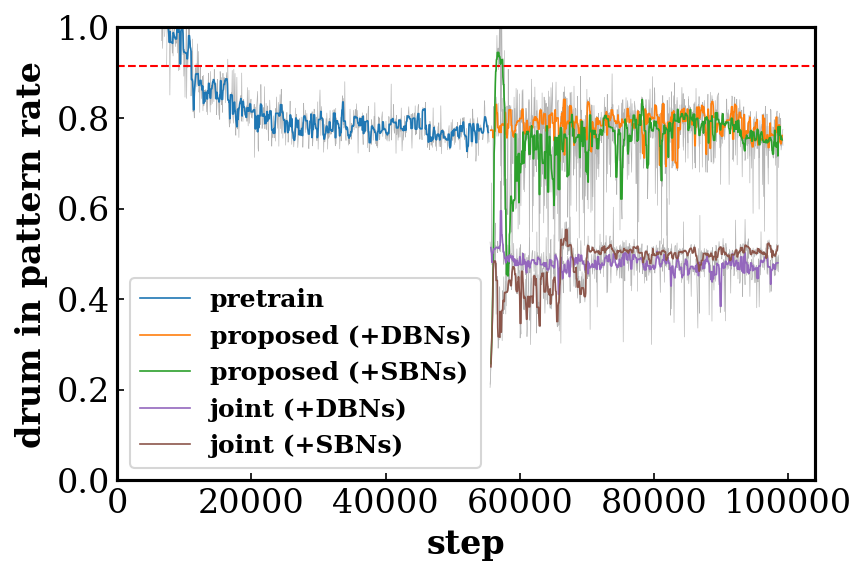 1.0
0.8
0.6
0.4
0.2
0.0
drum in pattern rate
pretrain
proposed (+DBNs)
proposed (+SBNs)
joint (+DBNs)
joint (+SBNs)
0 20000 40000 60000 80000 100000
step